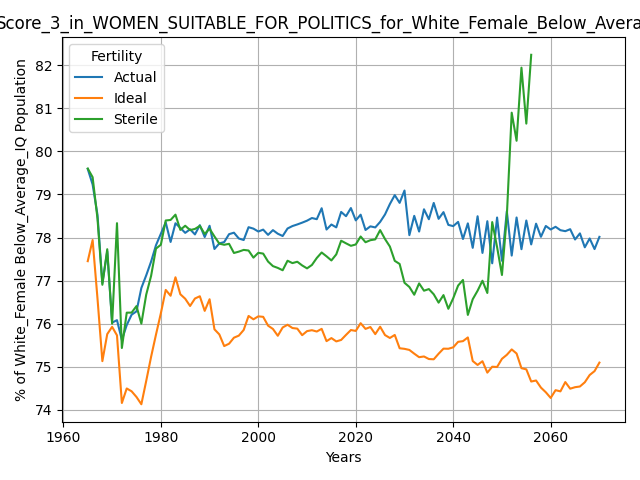 Score_3_in_WOMEN_SUITABLE_FOR_POLITICS_for_White_Female_Below_Avera
% of White_Female Below_Average_IQ Population
Fertility
Actual
Ideal
Sterile
82
81
80
79
78
77
76
75
74
1960
1980
2000
2020
2040
2060
Years